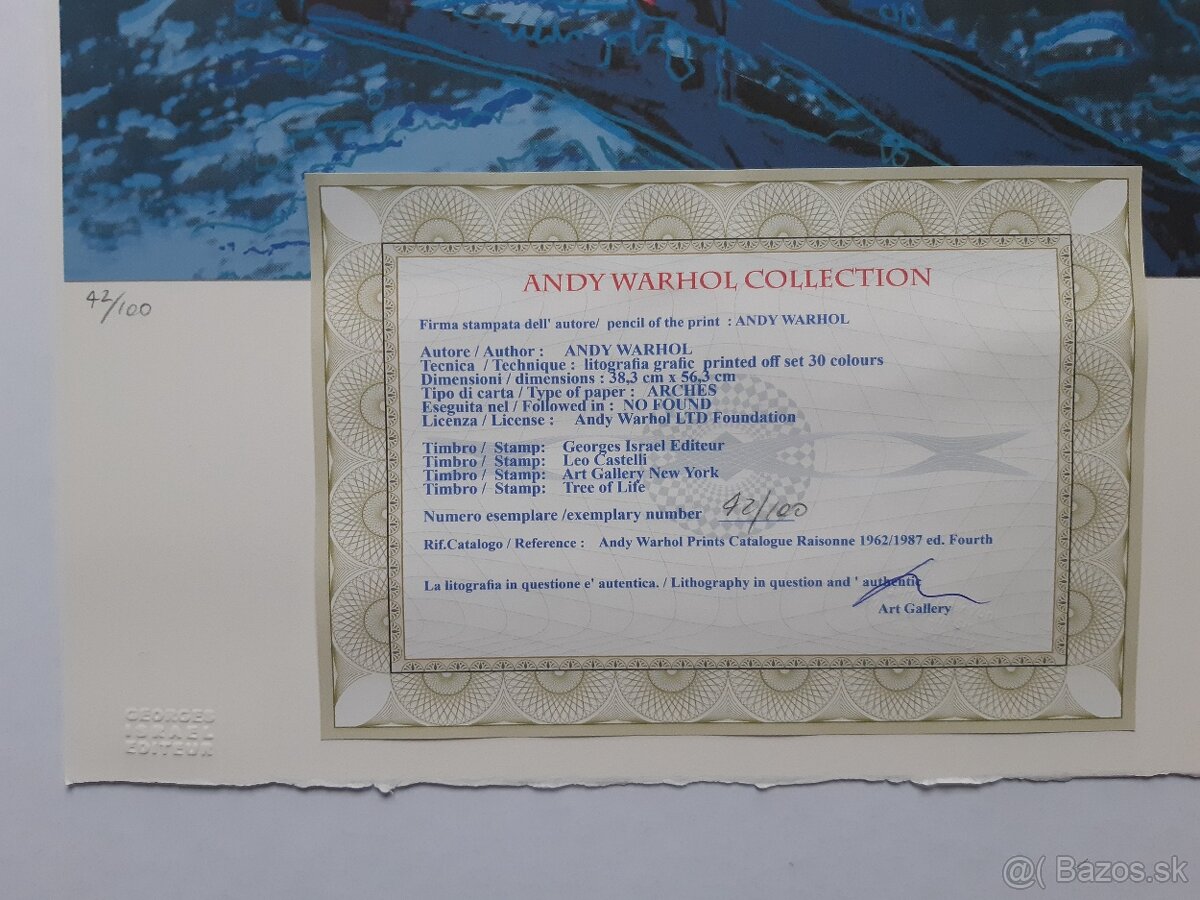 42/100
ANDY WARHOL COLLECTION
Firma stampata dell' autore/ pencil of the print : ANDY WARHOL
Autore / Author : ANDY WARHOL
Tecnica / Technique : litografia grafic printed off set 30 colours
Dimensioni / dimensions : 38,3 cm x 56,3 cm
Tipo di carta / Type of paper : ARCHES
Eseguita nel / Followed in : NO FOUND
Licenza / License : Andy Warhol LTD Foundation
Timbro / Stamp: Georges Israel Editeur
Timbro / Stamp: Leo Castelli
Timbro / Stamp: Art Gallery New York
Timbro / Stamp: Tree of Life
Numero esemplare /exemplary number 42/100
Rif.Catalogo / Reference : Andy Warhol Prints Catalogue Raisonne 1962/1987 ed. Fourth
La litografia in questione e' autentica. / Lithography in question and ' authentic
Art Gallery
GEORGES
ISRAEL
EDITEUR
@( Bazos.sk